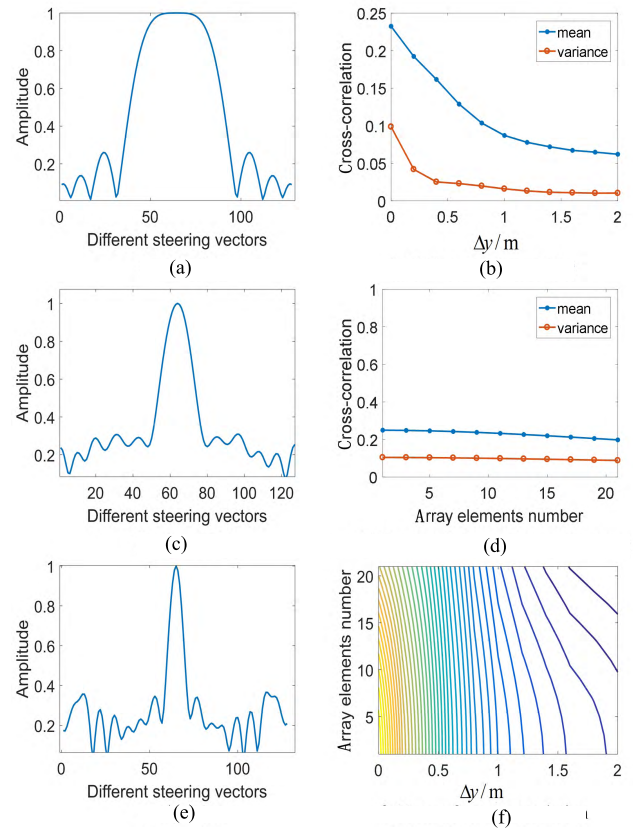 1
0.8
0.6
0.4
0.2
Amplitude
0
50
100
Different steering vectors
(a)
0.25
0.2
0.15
0.1
0.05
0
Cross-correlation
mean
variance
0
0.5
1
1.5
2
Δy/m
(b)
1
0.8
0.6
0.4
0.2
Amplitude
20
40
60
80
100
120
Different steering vectors
(c)
1
0.8
0.6
0.4
0.2
0
Cross-correlation
mean
variance
5
10
15
20
Array elements number
(d)
1
0.8
0.6
0.4
0.2
Amplitude
0
50
100
Different steering vectors
(e)
20
15
10
5
Array elements number
0
0.5
1
1.5
2
Δy/m
(f)